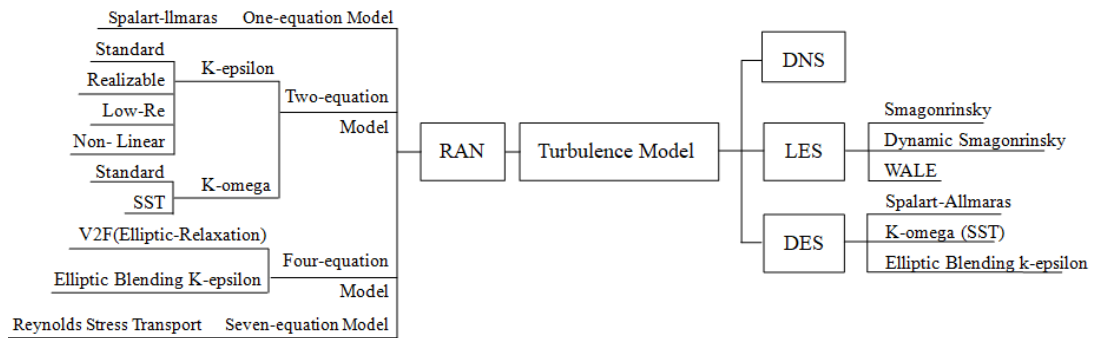 Spalart-llmaras One-equation Model
Standard
K-epsilon
Realizable
Low-Re
Non- Linear
Two-equation
Model
Standard
K-omega
SST
V2F(Elliptic-Relaxation)
Elliptic Blending K-epsilon
Four-equation
Model
Reynolds Stress Transport Seven-equation Model
RAN
Turbulence Model
DNS
LES
Smagonrinsky
Dynamic Smagonrinsky
WALE
DES
Spalart-Allmaras
K-omega (SST)
Elliptic Blending k-epsilon